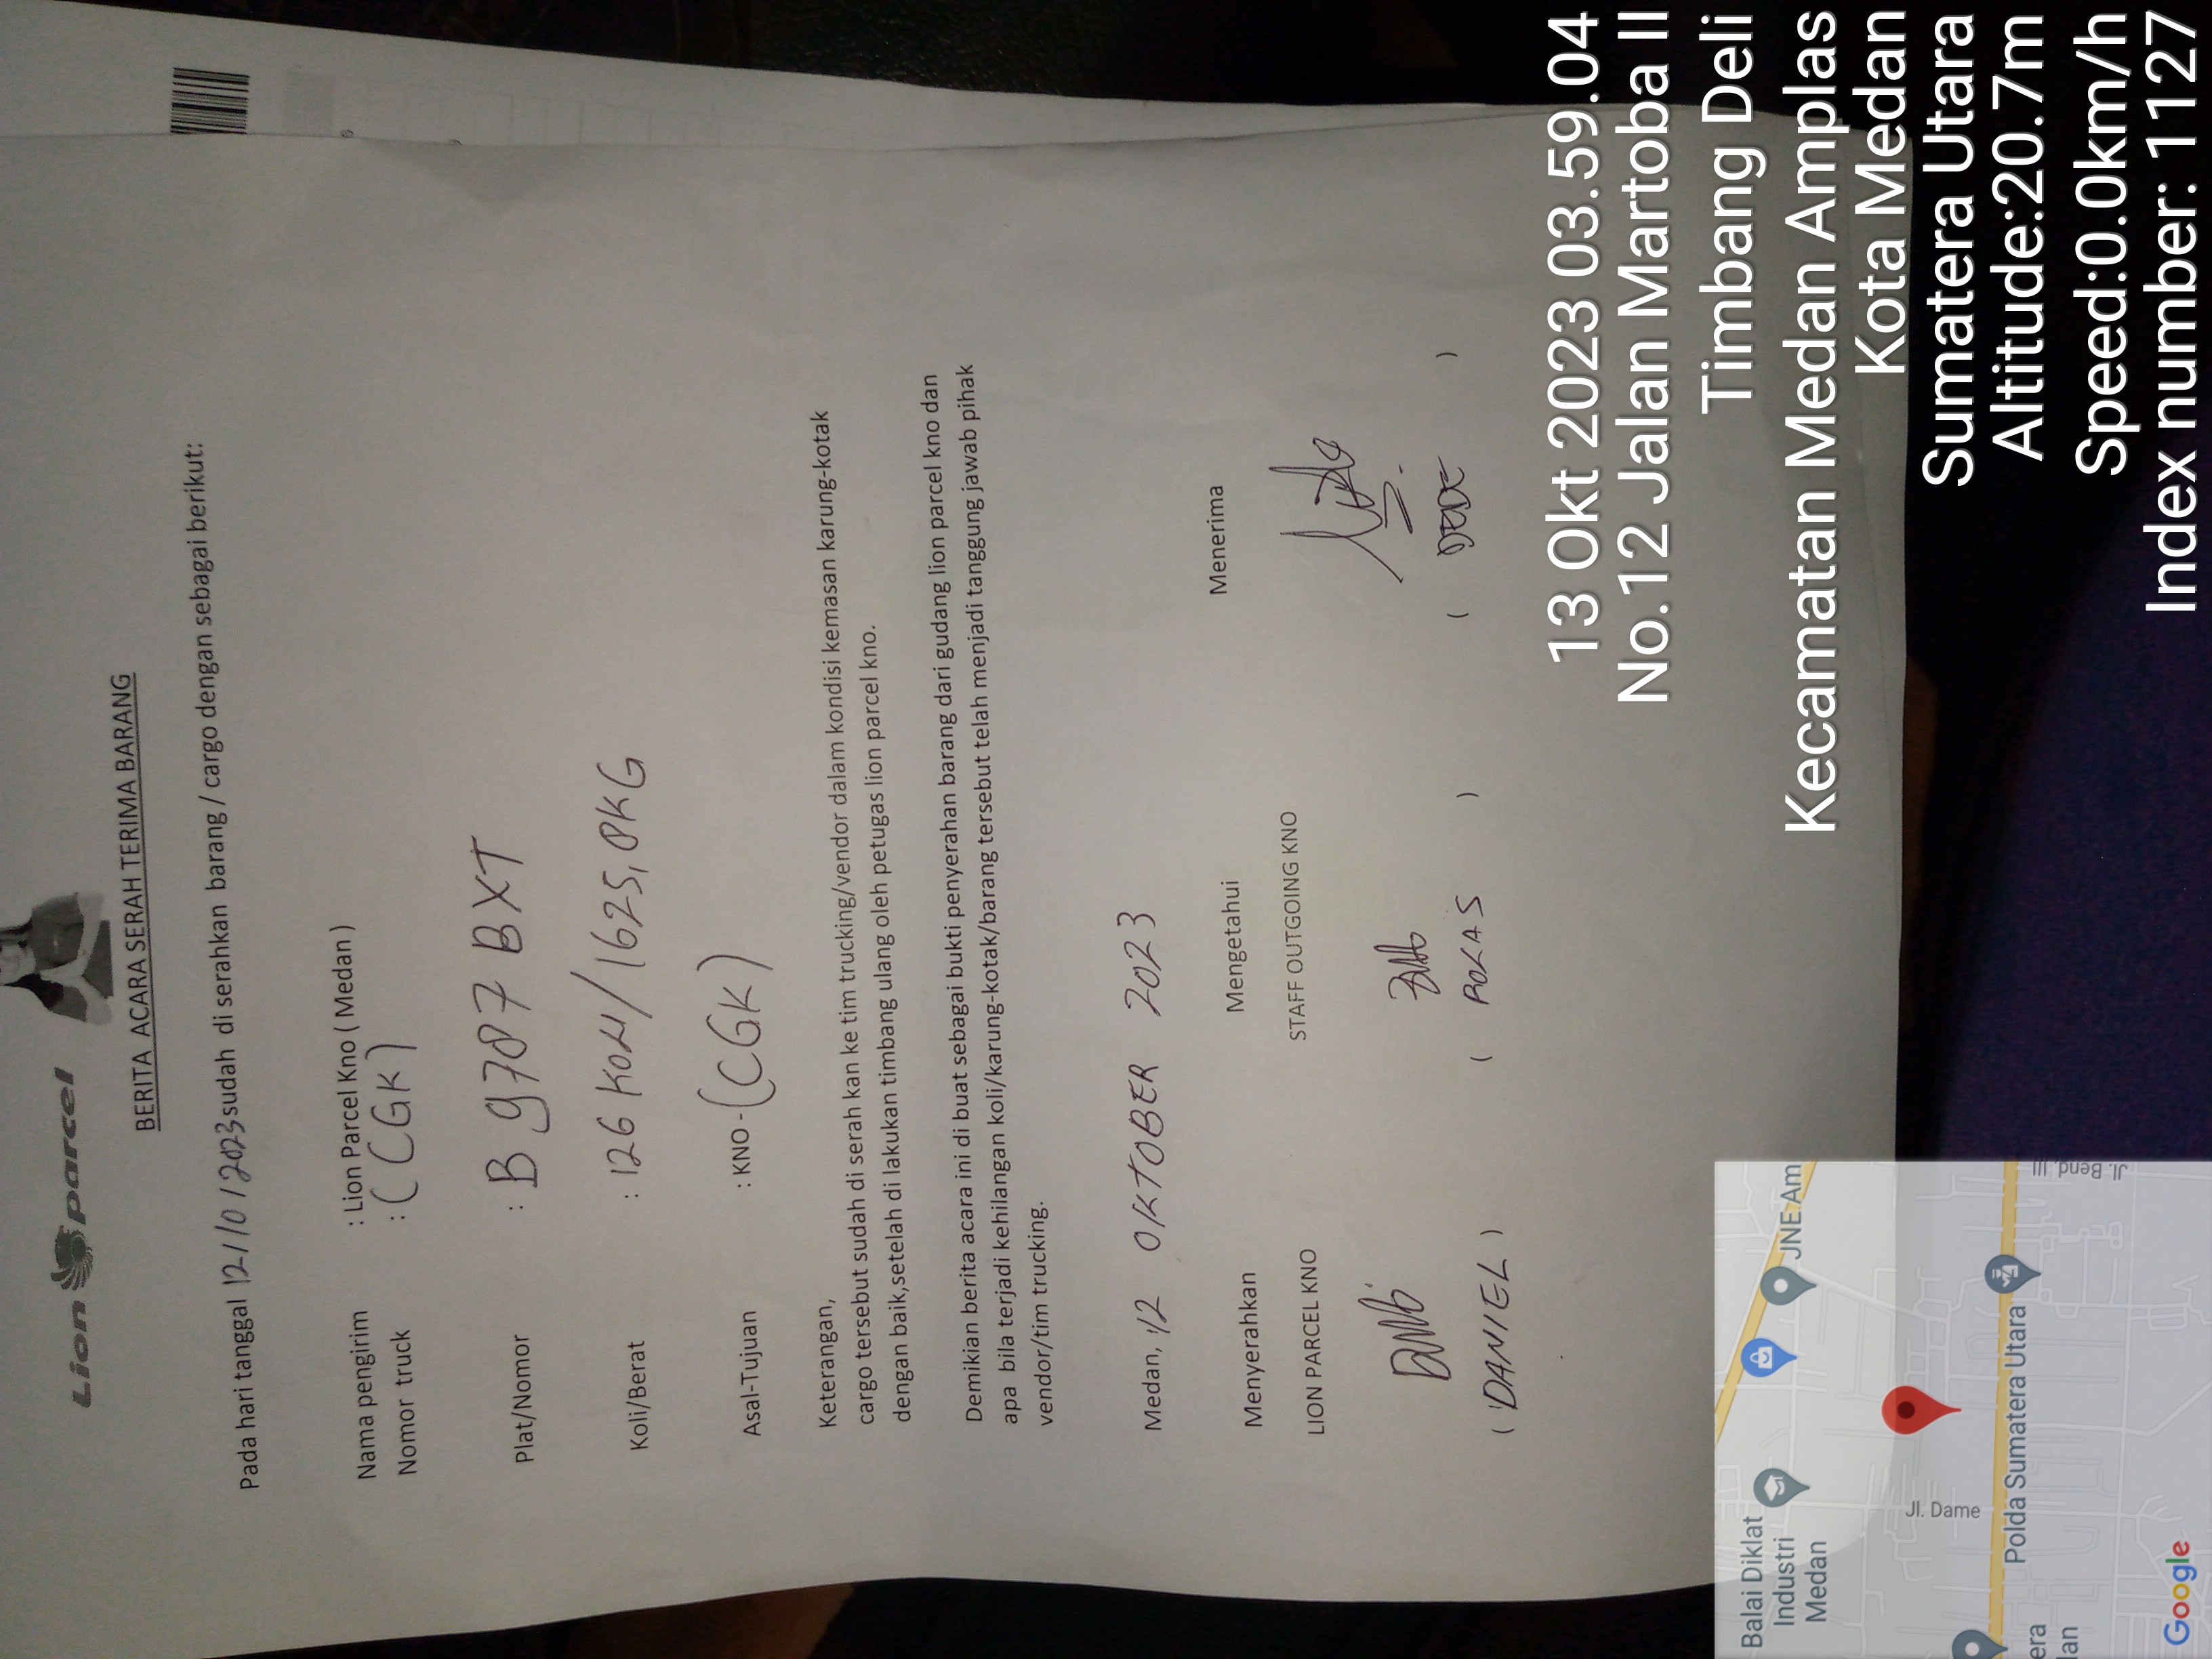 Lion parcel
BERITA ACARA SERAH TERIMA BARANG
Pada hari tanggal 12/10/2023 sudah di serahkan barang / cargo dengan sebagai berikut:
Nama pengirim : Lion Parcel Kno ( Medan )
Nomor truck : (CGK)
Plat/Nomor : B 9787 BXT
Koli/Berat : 126 KOLI/1625,8KG
Asal-Tujuan : KNO - (CGK)
Keterangan,
cargo tersebut sudah di serah kan ke tim trucking/vendor dalam kondisi kemasan karung-kotak
dengan baik,setelah di lakukan timbang ulang oleh petugas lion parcel kno.
Demikian berita acara ini di buat sebagai bukti penyerahan barang dari gudang lion parcel kno dan
apa bila terjadi kehilangan koli/karung-kotak/barang tersebut telah menjadi tanggung jawab pihak
vendor/tim trucking.
Medan, 12 OKTOBER 2023
Menyerahkan Mengetahui Menerima
LION PARCEL KNO STAFF OUTGOING KNO
(DANIEL) ( ROLAS ) ( DEDE )
13 Okt 2023 03.59.04
No.12 Jalan Martoba II
Timbang Deli
Kecamatan Medan Amplas
Kota Medan
Sumatera Utara
Altitude:20.7m
Speed:0.0km/h
Index number: 1127
Balai Diklat
Industri
Medan
JNE Am
Jl. Dame
Polda Sumatera Utara
era
lan
Jl. Bend. III
Google